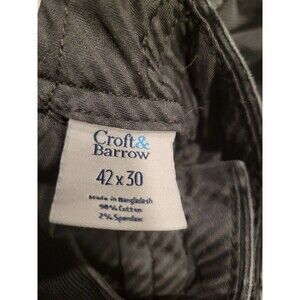 Croft&
Barrow
42 x 30
Made in Bangladesh
98% Cotton
2% Spandex